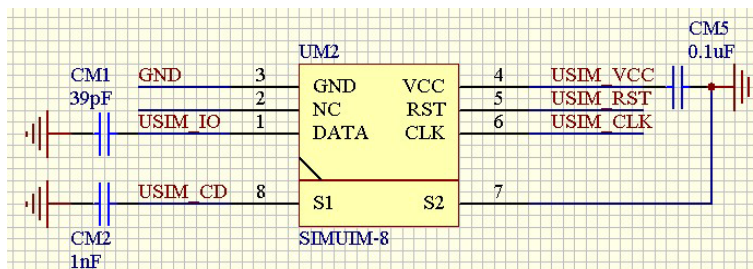 CM5
UM2
0.1uF
CM1
GND
3
4
USIM_VCC
39pF
GND
VCC
2
5
USIM_RST
NC
RST
USIM_IO
1
6
USIM_CLK
DATA
CLK
USIM_CD
8
7
S1
S2
CM2
SIMUIM-8
1nF